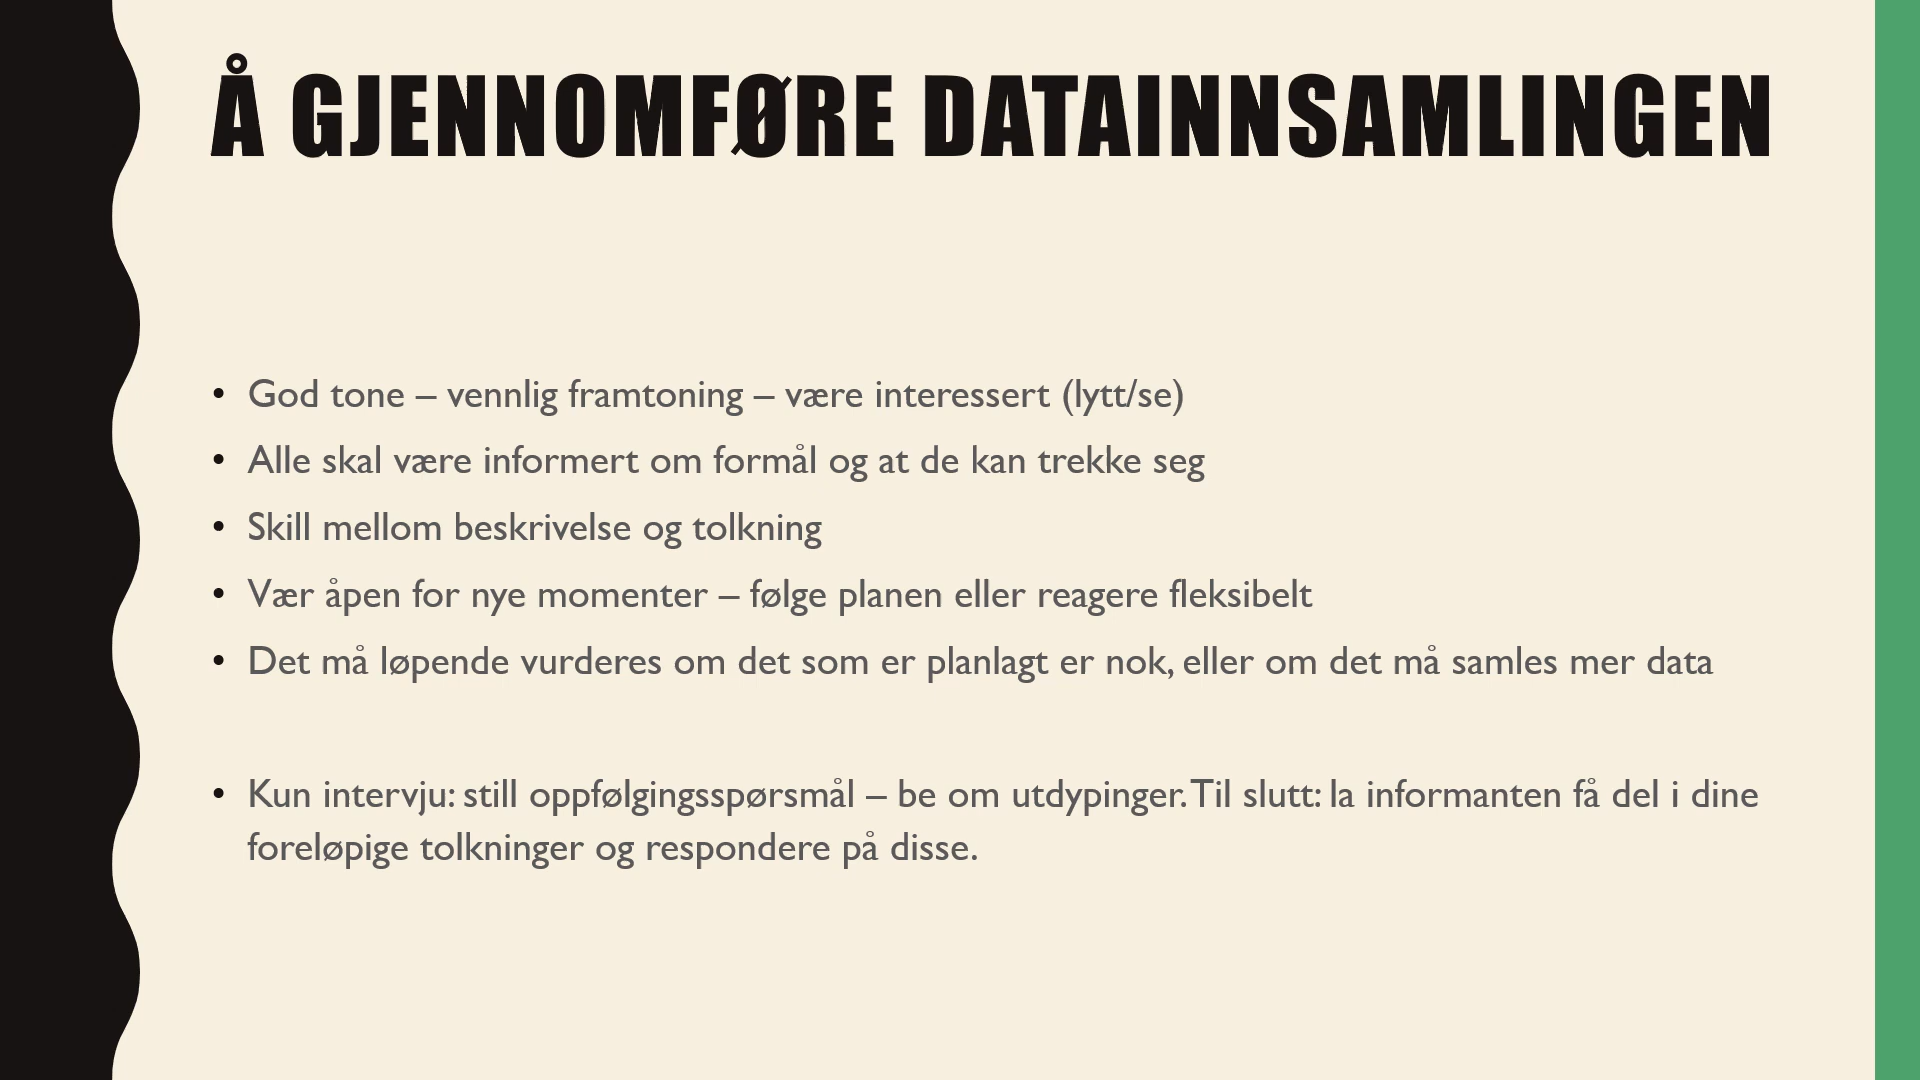 Å GJENNOMFØRE DATAINNSAMLINGEN
• God tone – vennlig framtoning – være interessert (lytt/se)
• Alle skal være informert om formål og at de kan trekke seg
• Skill mellom beskrivelse og tolkning
• Vær åpen for nye momenter – følge planen eller reagere fleksibelt
• Det må løpende vurderes om det som er planlagt er nok, eller om det må samles mer data
• Kun intervju: still oppfølgingsspørsmål – be om utdypinger. Til slutt: la informanten få del i dine
foreløpige tolkninger og respondere på disse.